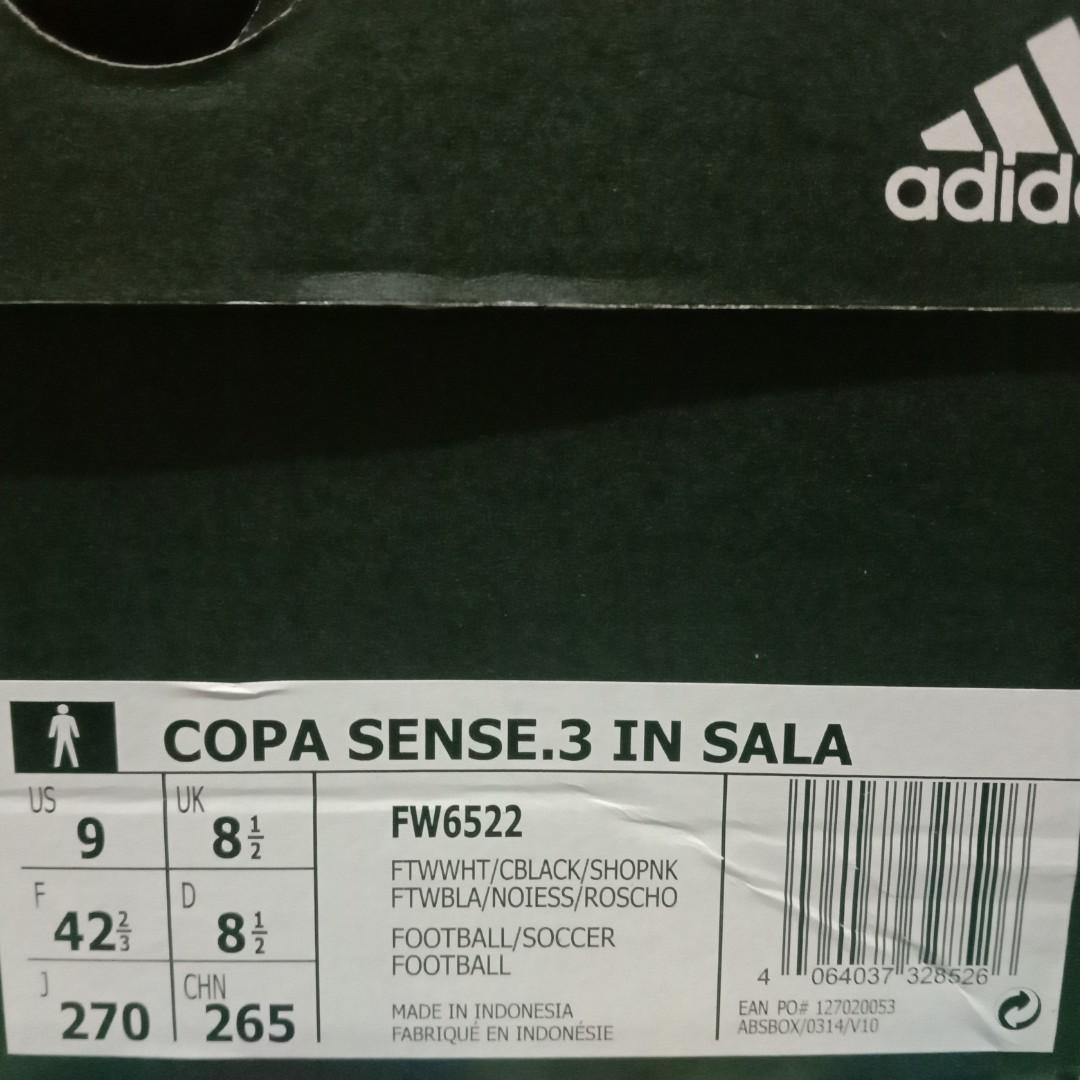 adidas
COPA SENSE.3 IN SALA
US 9 UK 8 1/2
F 42 2/3 D 8 1/2
J 270 CHN 265
FW6522
FTWWHT/CBLACK/SHOPNK
FTWBLA/NOIESS/ROSCHO
FOOTBALL/SOCCER
FOOTBALL
MADE IN INDONESIA
FABRIQUÉ EN INDONÉSIE
4 064037 328526
EAN PO# 127020053
ABSBOX/0314/V10